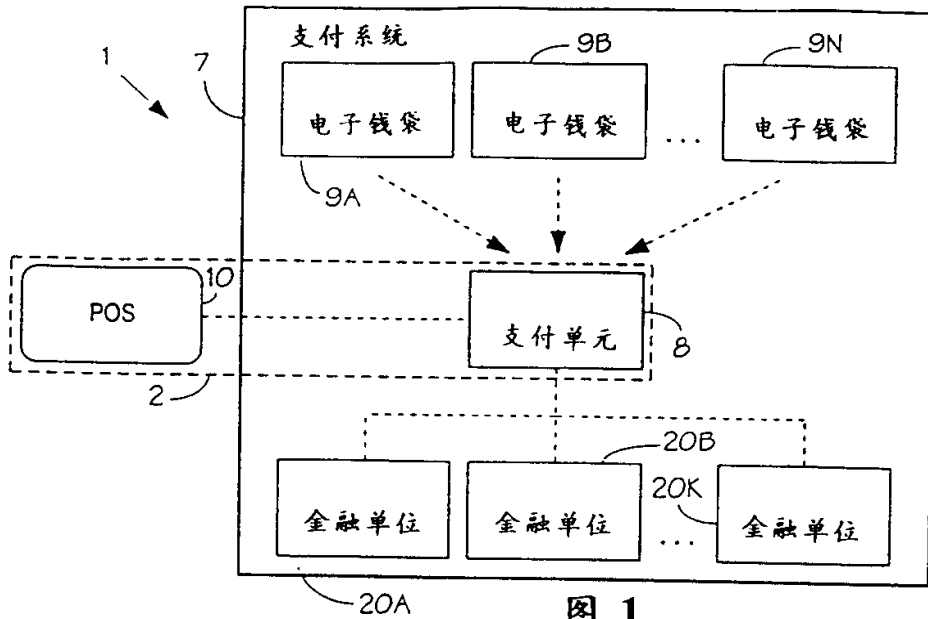 支付系统
1
7
9B
9N
电子钱袋
电子钱袋
...
电子钱袋
9A
10
POS
支付单元
8
2
20B
20K
金融单位
金融单位
...
金融单位
20A
图 1